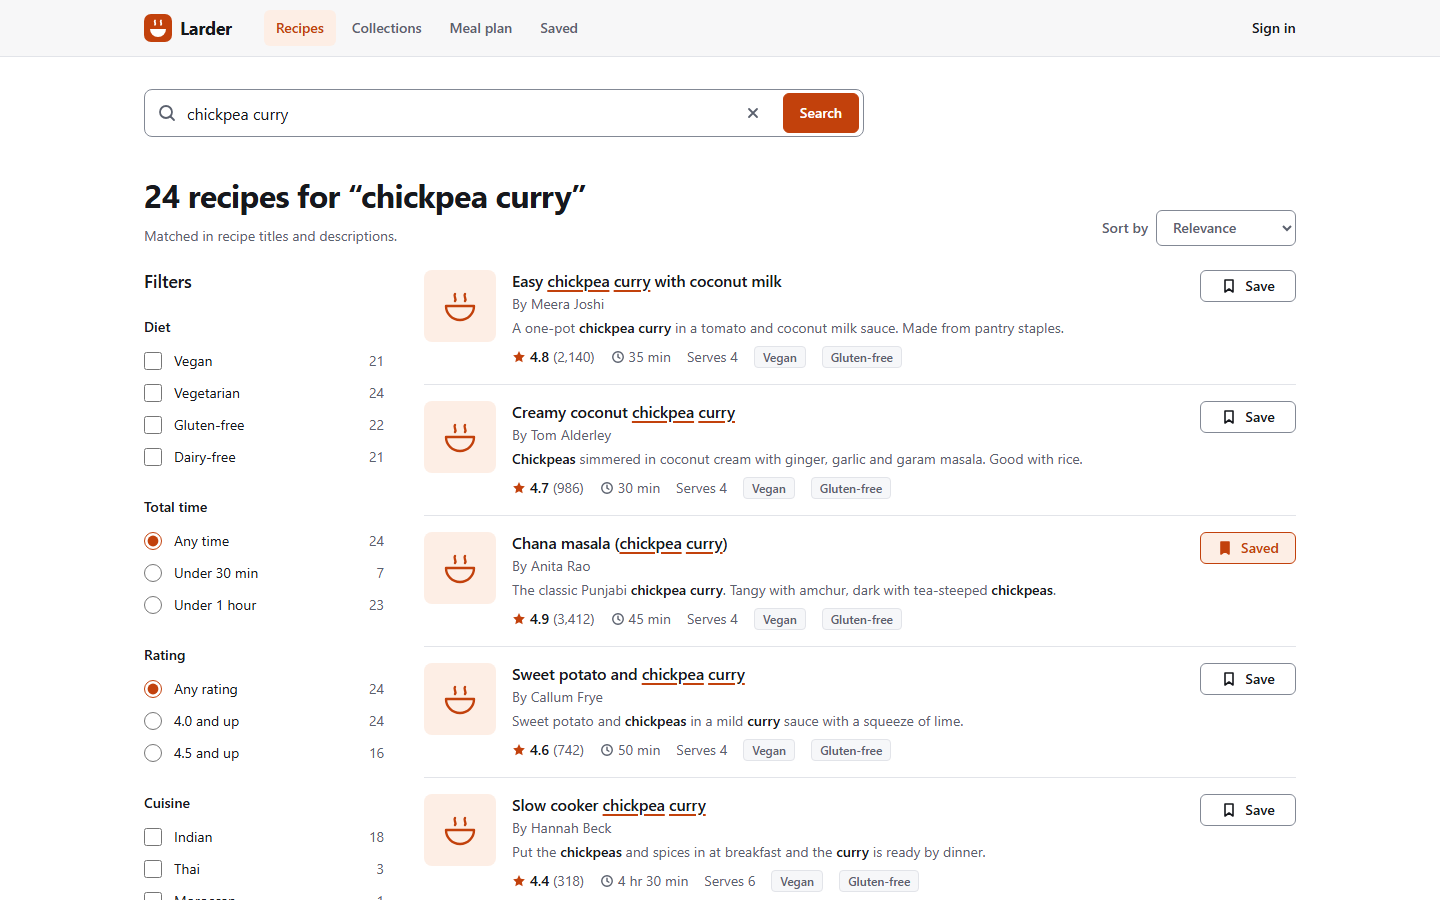 Larder
Recipes
Collections
Meal plan
Saved
Sign in
chickpea curry
Search
24 recipes for “chickpea curry”
Matched in recipe titles and descriptions.
Sort by
Relevance
Filters
Diet
Vegan 21
Vegetarian 24
Gluten-free 22
Dairy-free 21
Total time
Any time 24
Under 30 min 7
Under 1 hour 23
Rating
Any rating 24
4.0 and up 24
4.5 and up 16
Cuisine
Indian 18
Thai 3
Easy chickpea curry with coconut milk
By Meera Joshi
A one-pot chickpea curry in a tomato and coconut milk sauce. Made from pantry staples.
4.8 (2,140) 35 min Serves 4 Vegan Gluten-free
Save
Creamy coconut chickpea curry
By Tom Alderley
Chickpeas simmered in coconut cream with ginger, garlic and garam masala. Good with rice.
4.7 (986) 30 min Serves 4 Vegan Gluten-free
Save
Chana masala (chickpea curry)
By Anita Rao
The classic Punjabi chickpea curry. Tangy with amchur, dark with tea-steeped chickpeas.
4.9 (3,412) 45 min Serves 4 Vegan Gluten-free
Saved
Sweet potato and chickpea curry
By Callum Frye
Sweet potato and chickpeas in a mild curry sauce with a squeeze of lime.
4.6 (742) 50 min Serves 4 Vegan Gluten-free
Save
Slow cooker chickpea curry
By Hannah Beck
Put the chickpeas and spices in at breakfast and the curry is ready by dinner.
4.4 (318) 4 hr 30 min Serves 6 Vegan Gluten-free
Save